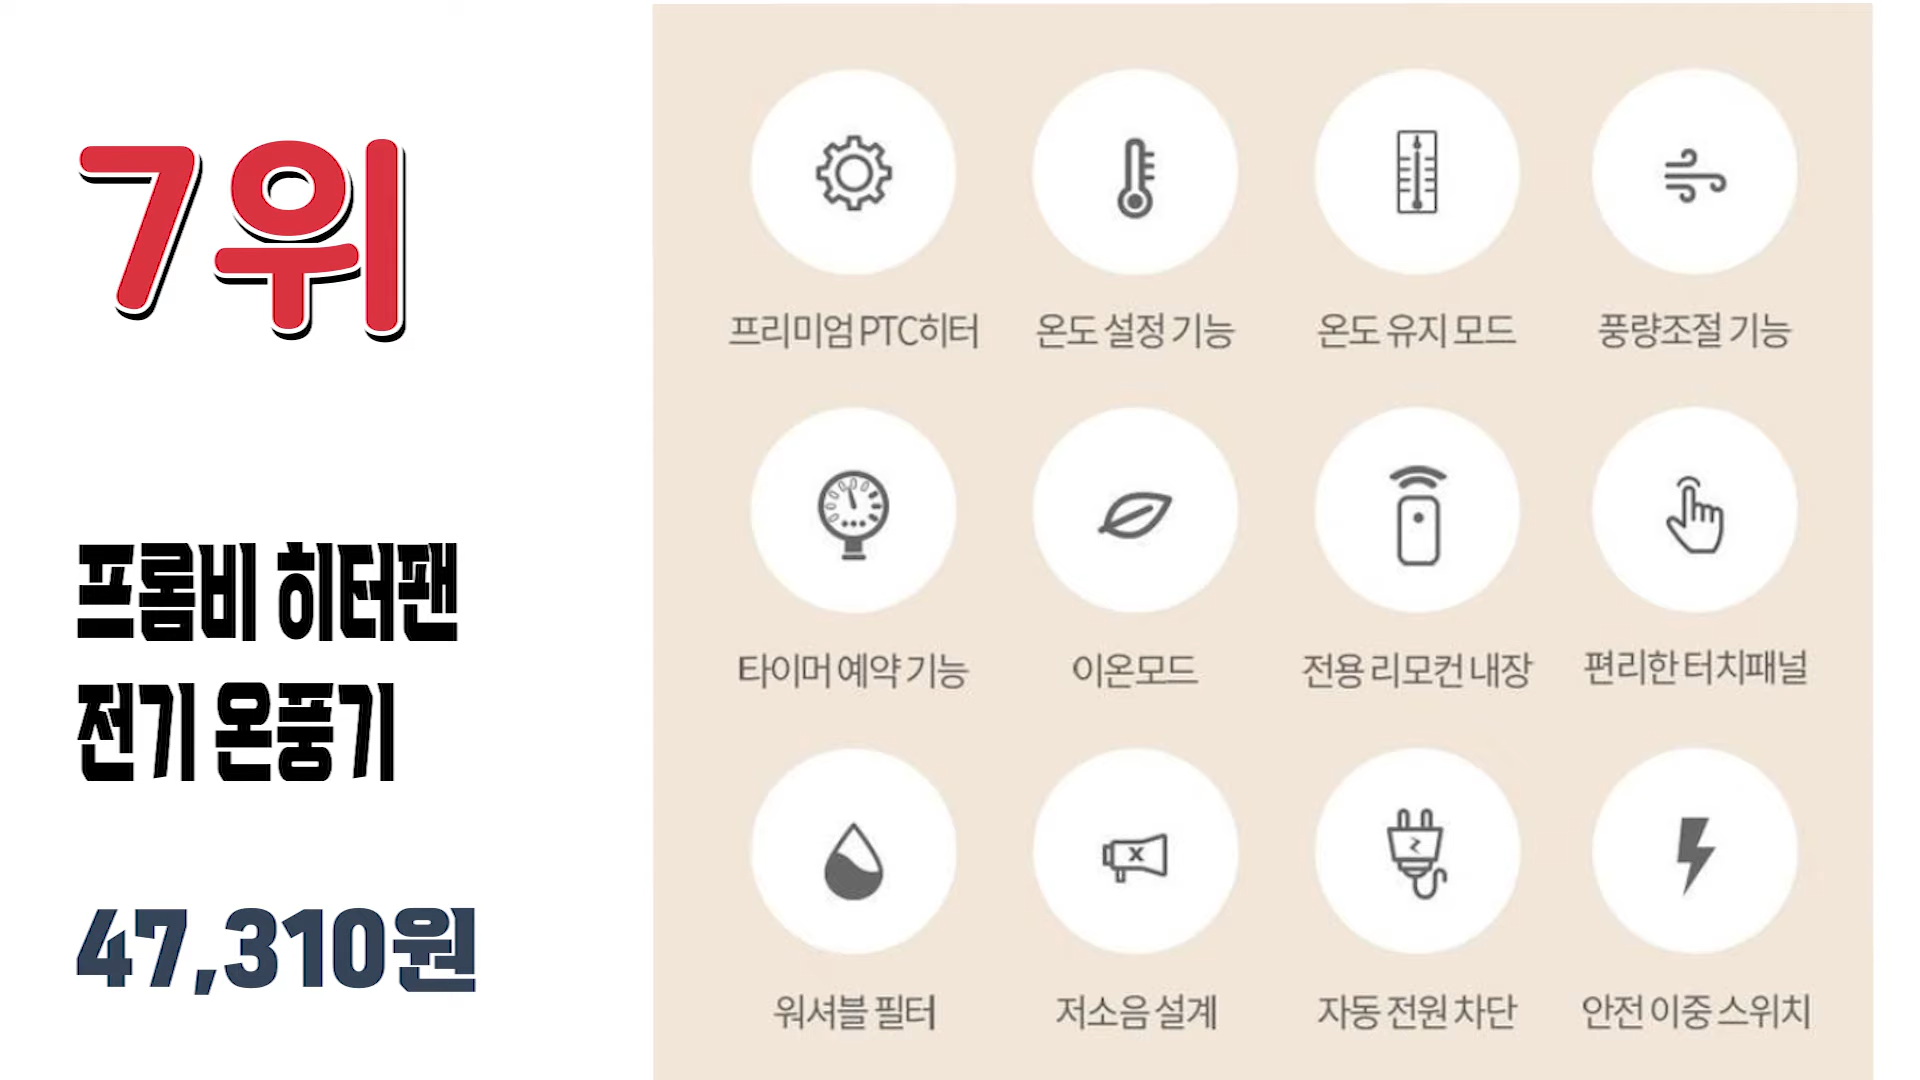 7위
프롬비 히터팬
전기 온풍기
47,310원
프리미엄 PTC히터
온도 설정 기능
온도 유지 모드
풍량조절 기능
타이머 예약 기능
이온모드
전용 리모컨 내장
편리한 터치패널
워셔블 필터
저소음 설계
자동 전원 차단
안전 이중 스위치